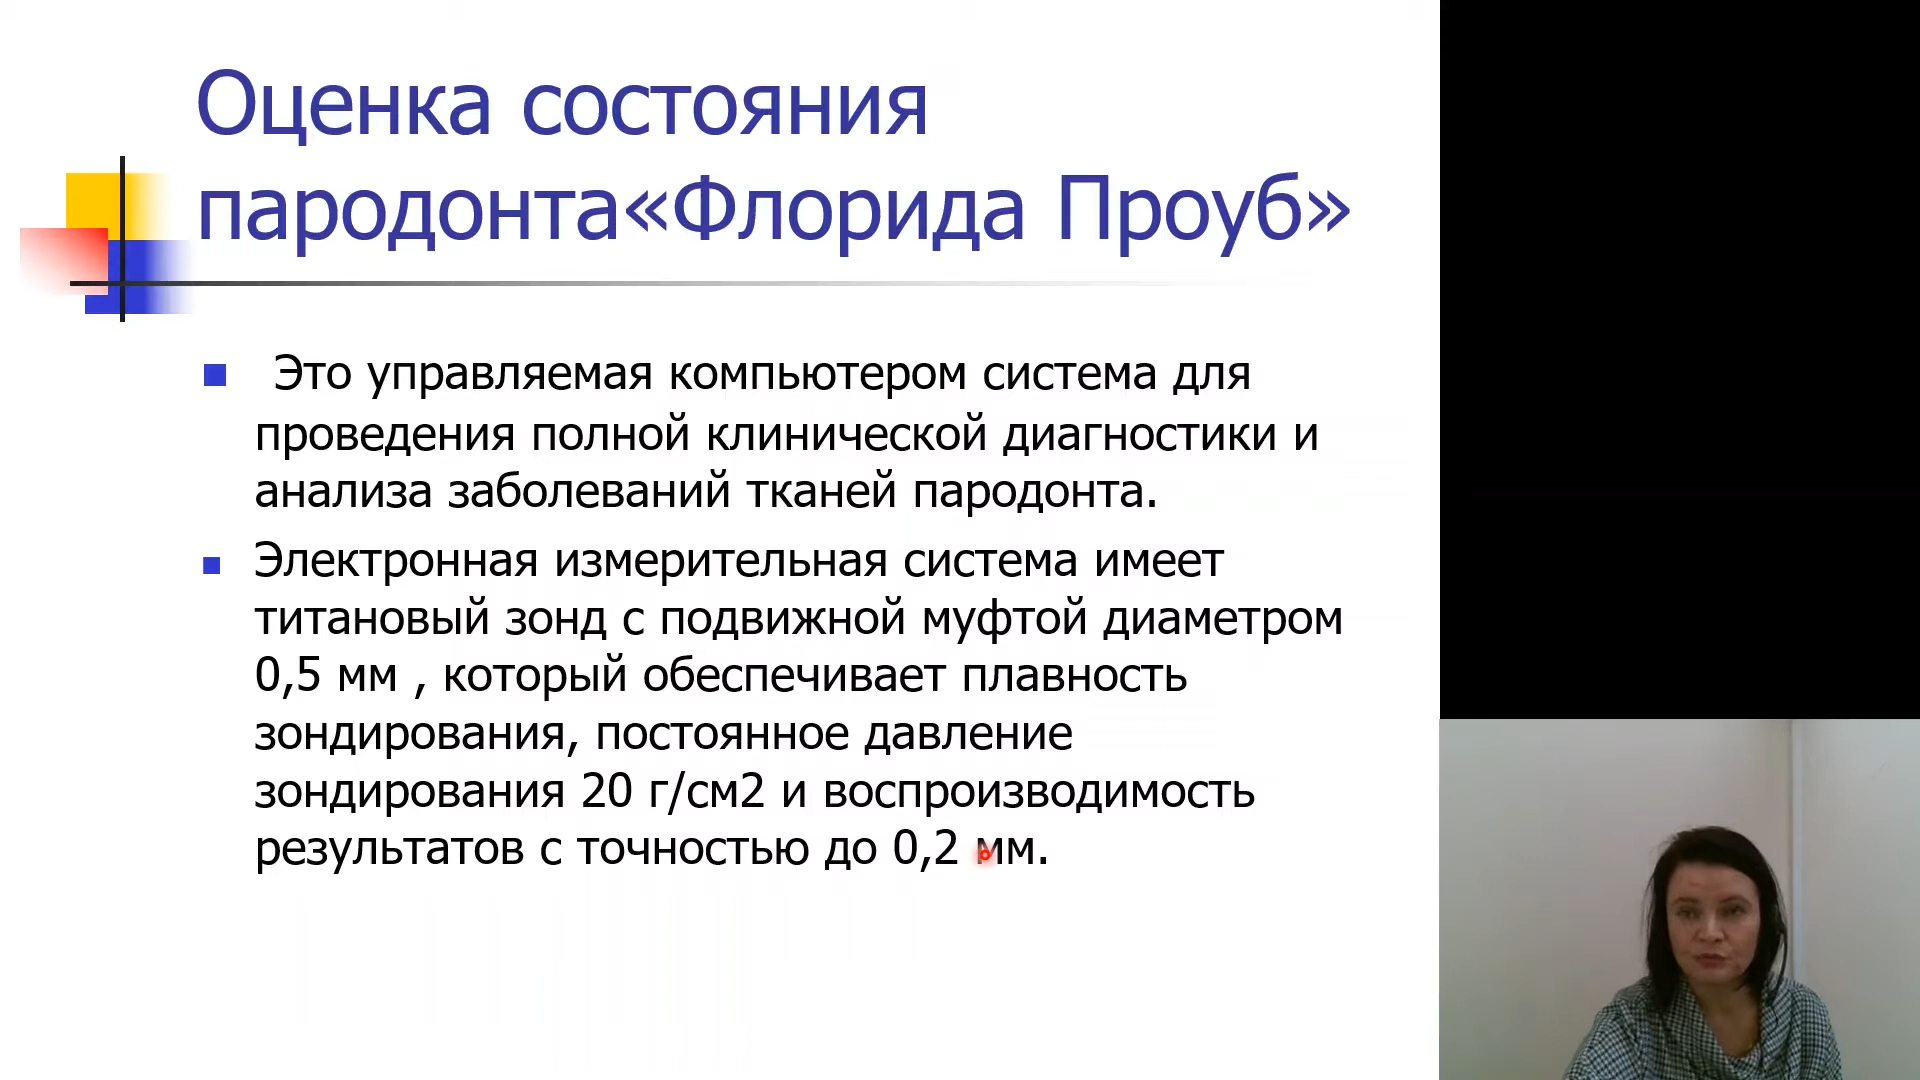 Оценка состояния
пародонта«Флорида Проуб»
Это управляемая компьютером система для
проведения полной клинической диагностики и
анализа заболеваний тканей пародонта.
Электронная измерительная система имеет
титановый зонд с подвижной муфтой диаметром
0,5 мм , который обеспечивает плавность
зондирования, постоянное давление
зондирования 20 г/см2 и воспроизводимость
результатов с точностью до 0,2 мм.